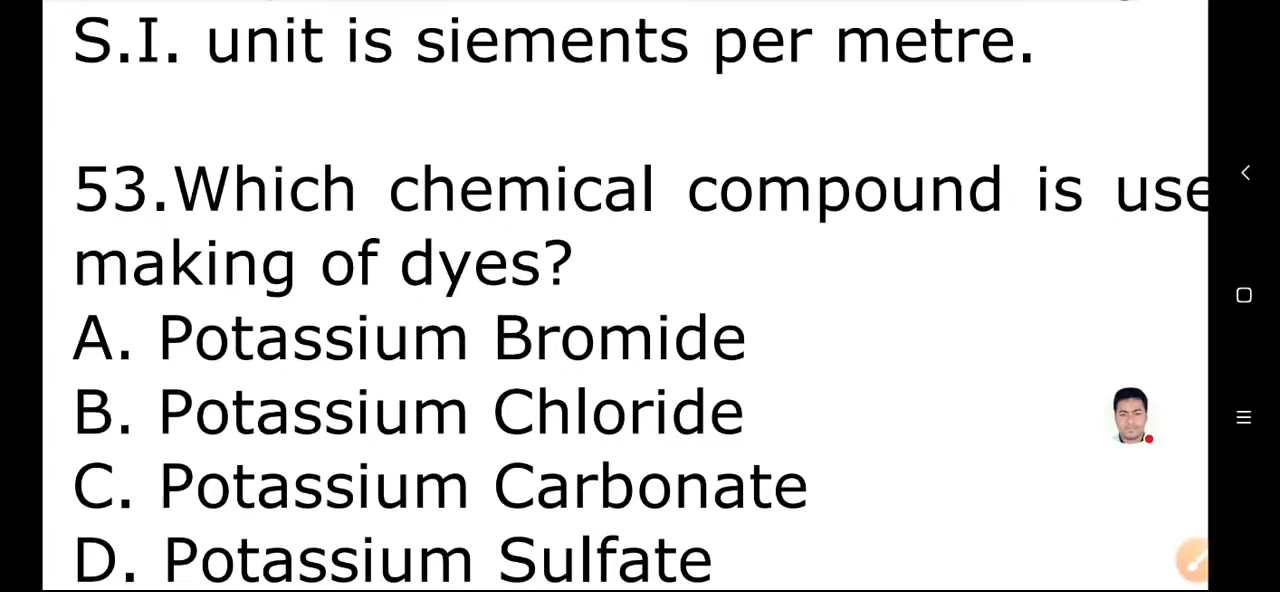 S.I. unit is siements per metre.
53.Which chemical compound is use
making of dyes?
A. Potassium Bromide
B. Potassium Chloride
C. Potassium Carbonate
D. Potassium Sulfate